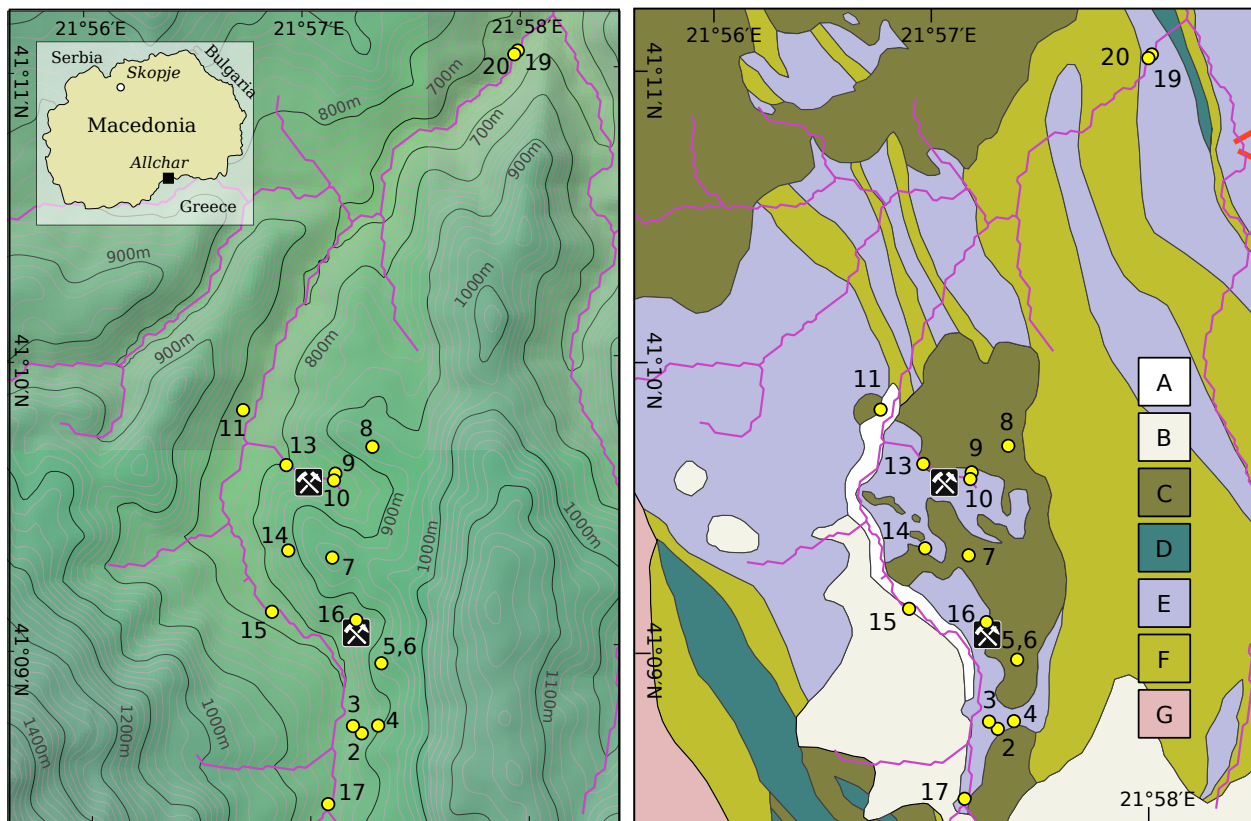 21°56′E
21°57′E
21°58′E
Serbia
Bulgaria
Skopje
Macedonia
Allchar
Greece
41°11′N
41°10′N
41°09′N
700m
800m
700m
900m
900m
1000m
900m
800m
900m
1000m
1000m
1100m
1000m
1200m
1400m
20
19
11
8
13
9
10
14
7
16
15
5,6
3
4
2
17
21°56′E
21°57′E
41°11′N
41°10′N
41°09′N
20
19
11
8
9
13
10
14
7
15
16
5,6
3
4
2
17
21°58′E
A
B
C
D
E
F
G